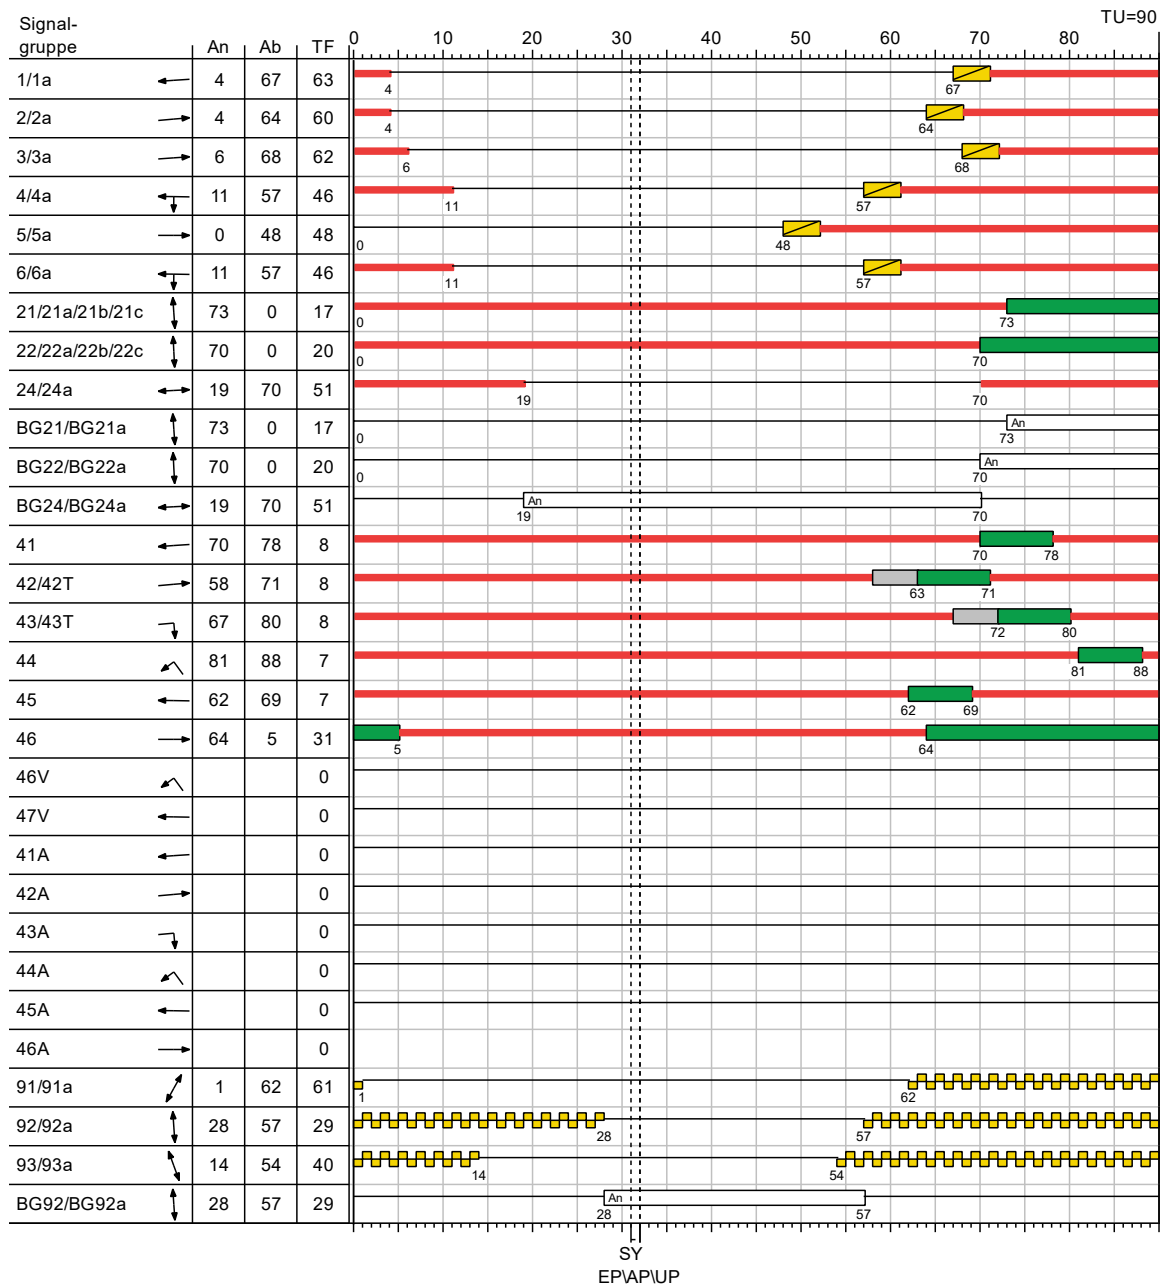 TU=90
Signal-
gruppe An Ab TF 0 10 20 30 40 50 60 70 80
1/1a 4 67 63
4 67
2/2a 4 64 60
4 64
3/3a 6 68 62
6 68
4/4a 11 57 46
11 57
5/5a 0 48 48
0 48
6/6a 11 57 46
11 57
21/21a/21b/21c 73 0 17
0 73
22/22a/22b/22c 70 0 20
0 70
24/24a 19 70 51
19 70
BG21/BG21a 73 0 17 An
0 73
BG22/BG22a 70 0 20 An
0 70
BG24/BG24a 19 70 51 An
19 70
41 70 78 8
70 78
42/42T 58 71 8
63 71
43/43T 67 80 8
72 80
44 81 88 7
81 88
45 62 69 7
62 69
46 64 5 31
5 64
46V 0
47V 0
41A 0
42A 0
43A 0
44A 0
45A 0
46A 0
91/91a 1 62 61
1 62
92/92a 28 57 29
28 57
93/93a 14 54 40
14 54
BG92/BG92a 28 57 29 An
28 57
SY
EP\AP\UP